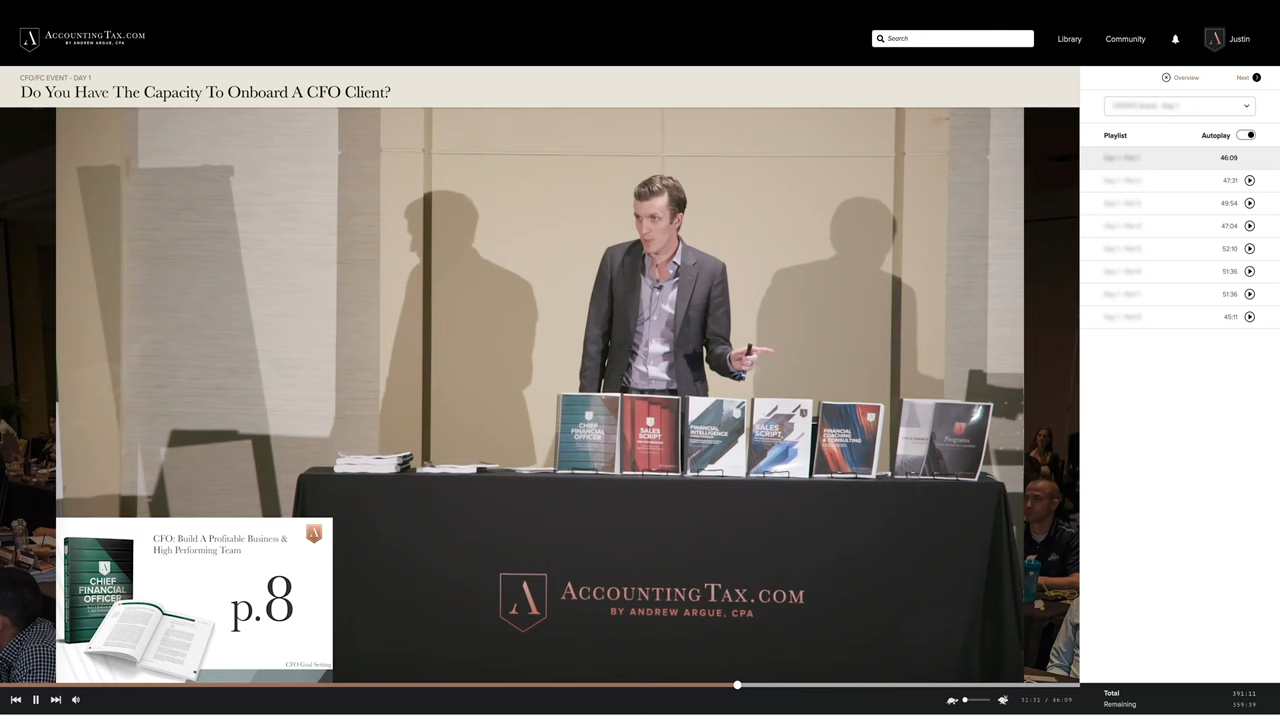 ACCOUNTINGTAX.COM
BY ANDREW ARGUE, CPA
Search
Library
Community
Justin
CFO/FC EVENT - DAY 1
Do You Have The Capacity To Onboard A CFO Client?
Overview
Next
Playlist
Autoplay
46:09
47:31
49:54
47:04
52:10
51:36
51:36
45:11
CHIEF
FINANCIAL
OFFICER
SALES
SCRIPT
FINANCIAL
INTELLIGENCE
SALES
SCRIPT
FINANCIAL
COACHING
& CONSULTING
Programs
CFO: Build A Profitable Business &
High Performing Team
CHIEF
FINANCIAL
OFFICER
p.8
CFO Goal Setting
ACCOUNTINGTAX.COM
BY ANDREW ARGUE, CPA
31:31 / 46:09
Total
391:11
Remaining
359:39